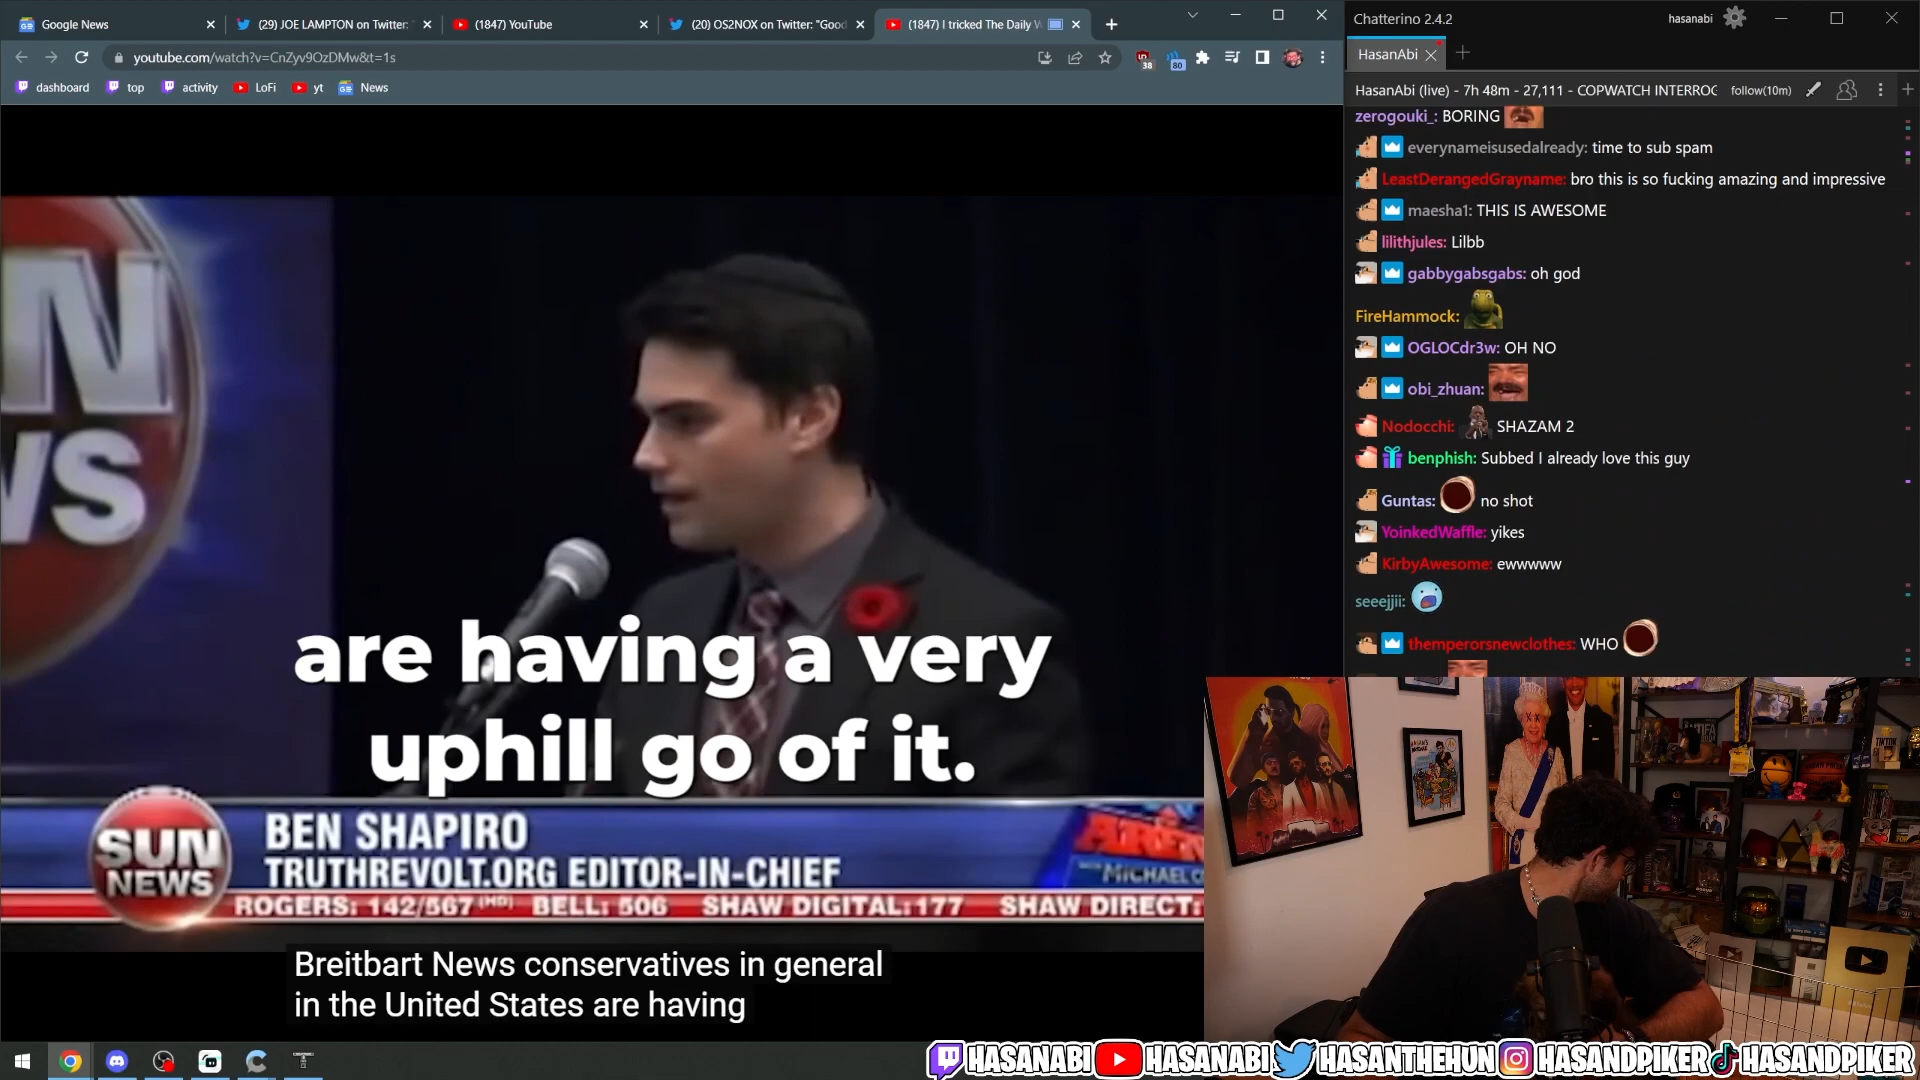 Google News
(29) JOE LAMPTON on Twitter:
(1847) YouTube
(20) OS2NOX on Twitter: "Good
(1847) I tricked The Daily W
youtube.com/watch?v=CnZyv9OzDMw&t=1s
38
80
dashboard
top
activity
LoFi
yt
News
SUN NEWS
are having a very
uphill go of it.
BEN SHAPIRO
TRUTHREVOLT.ORG EDITOR-IN-CHIEF
ROGERS: 142/567 (HD) BELL: 506 SHAW DIGITAL: 177 SHAW DIRECT:
Breitbart News conservatives in general
in the United States are having
Chatterino 2.4.2
hasanabi
HasanAbi
HasanAbi (live) - 7h 48m - 27,111 - COPWATCH INTERROG
follow(10m)
zerogouki_: BORING
everynameisusedalready: time to sub spam
LeastDerangedGrayname: bro this is so fucking amazing and impressive
maesha1: THIS IS AWESOME
lilithjules: Lilbb
gabbygabsgabs: oh god
FireHammock:
OGLOCdr3w: OH NO
obi_zhuan:
Nodocchi: SHAZAM 2
benphish: Subbed I already love this guy
Guntas: no shot
YoinkedWaffle: yikes
KirbyAwesome: ewwwww
seeejjii:
themperorsnewclothes: WHO
HASANABI HASANABI HASANTHEHUN HASANDPIKER HASANDPIKER